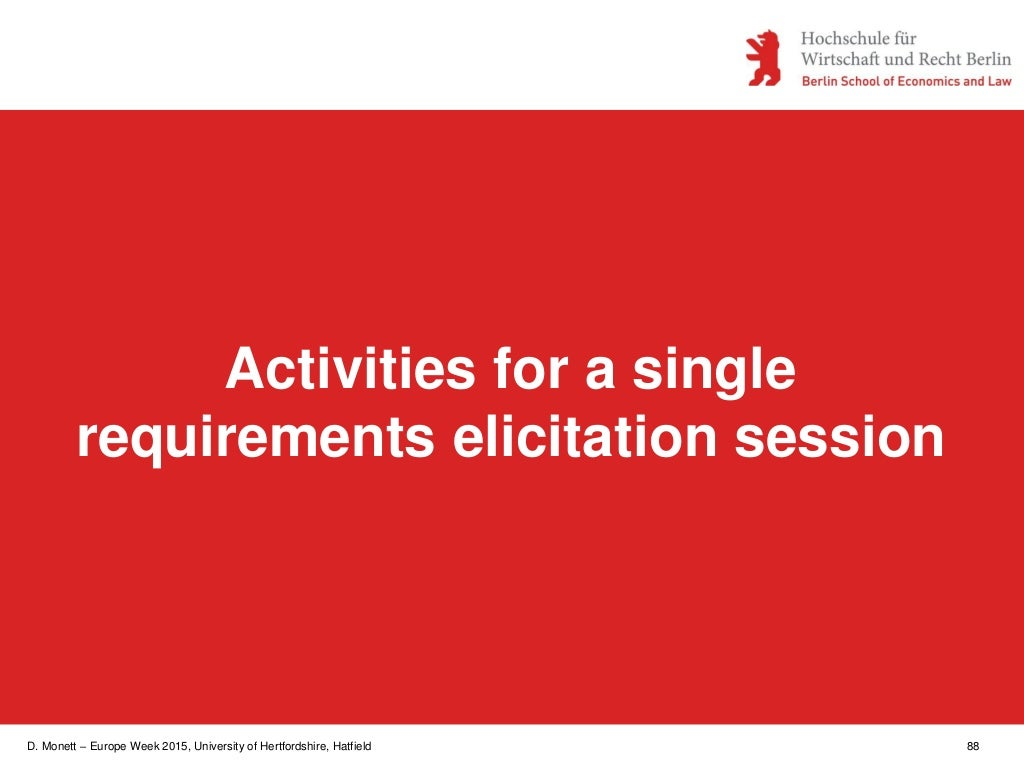 Hochschule für
Wirtschaft und Recht Berlin
Berlin School of Economics and Law
Activities for a single
requirements elicitation session
D. Monett – Europe Week 2015, University of Hertfordshire, Hatfield
88